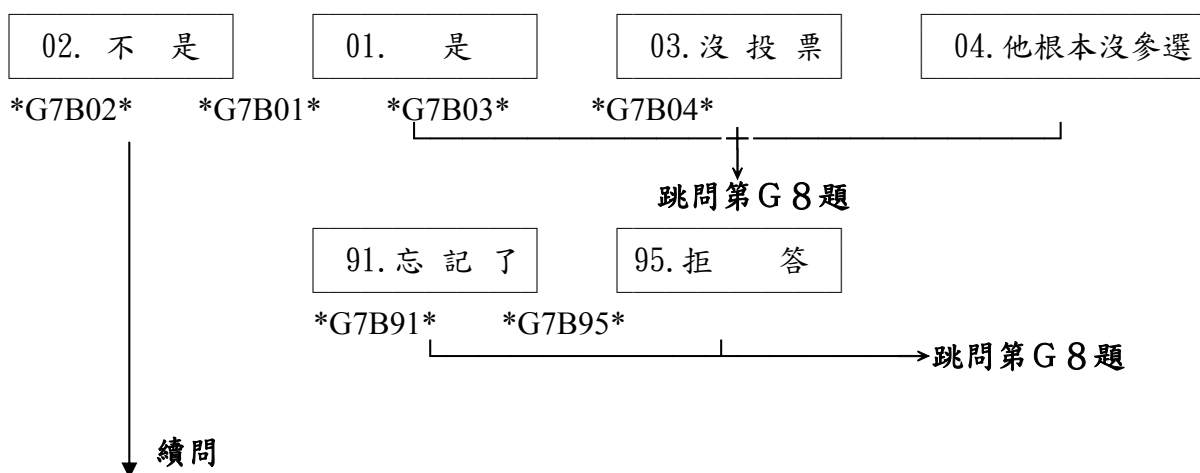 02. 不 是 01. 是 03. 沒 投 票 04. 他根本沒參選
*G7B02* *G7B01* *G7B03* *G7B04*
跳問第G8題
91. 忘 記 了 95. 拒 答
*G7B91* *G7B95*
跳問第G8題
續問